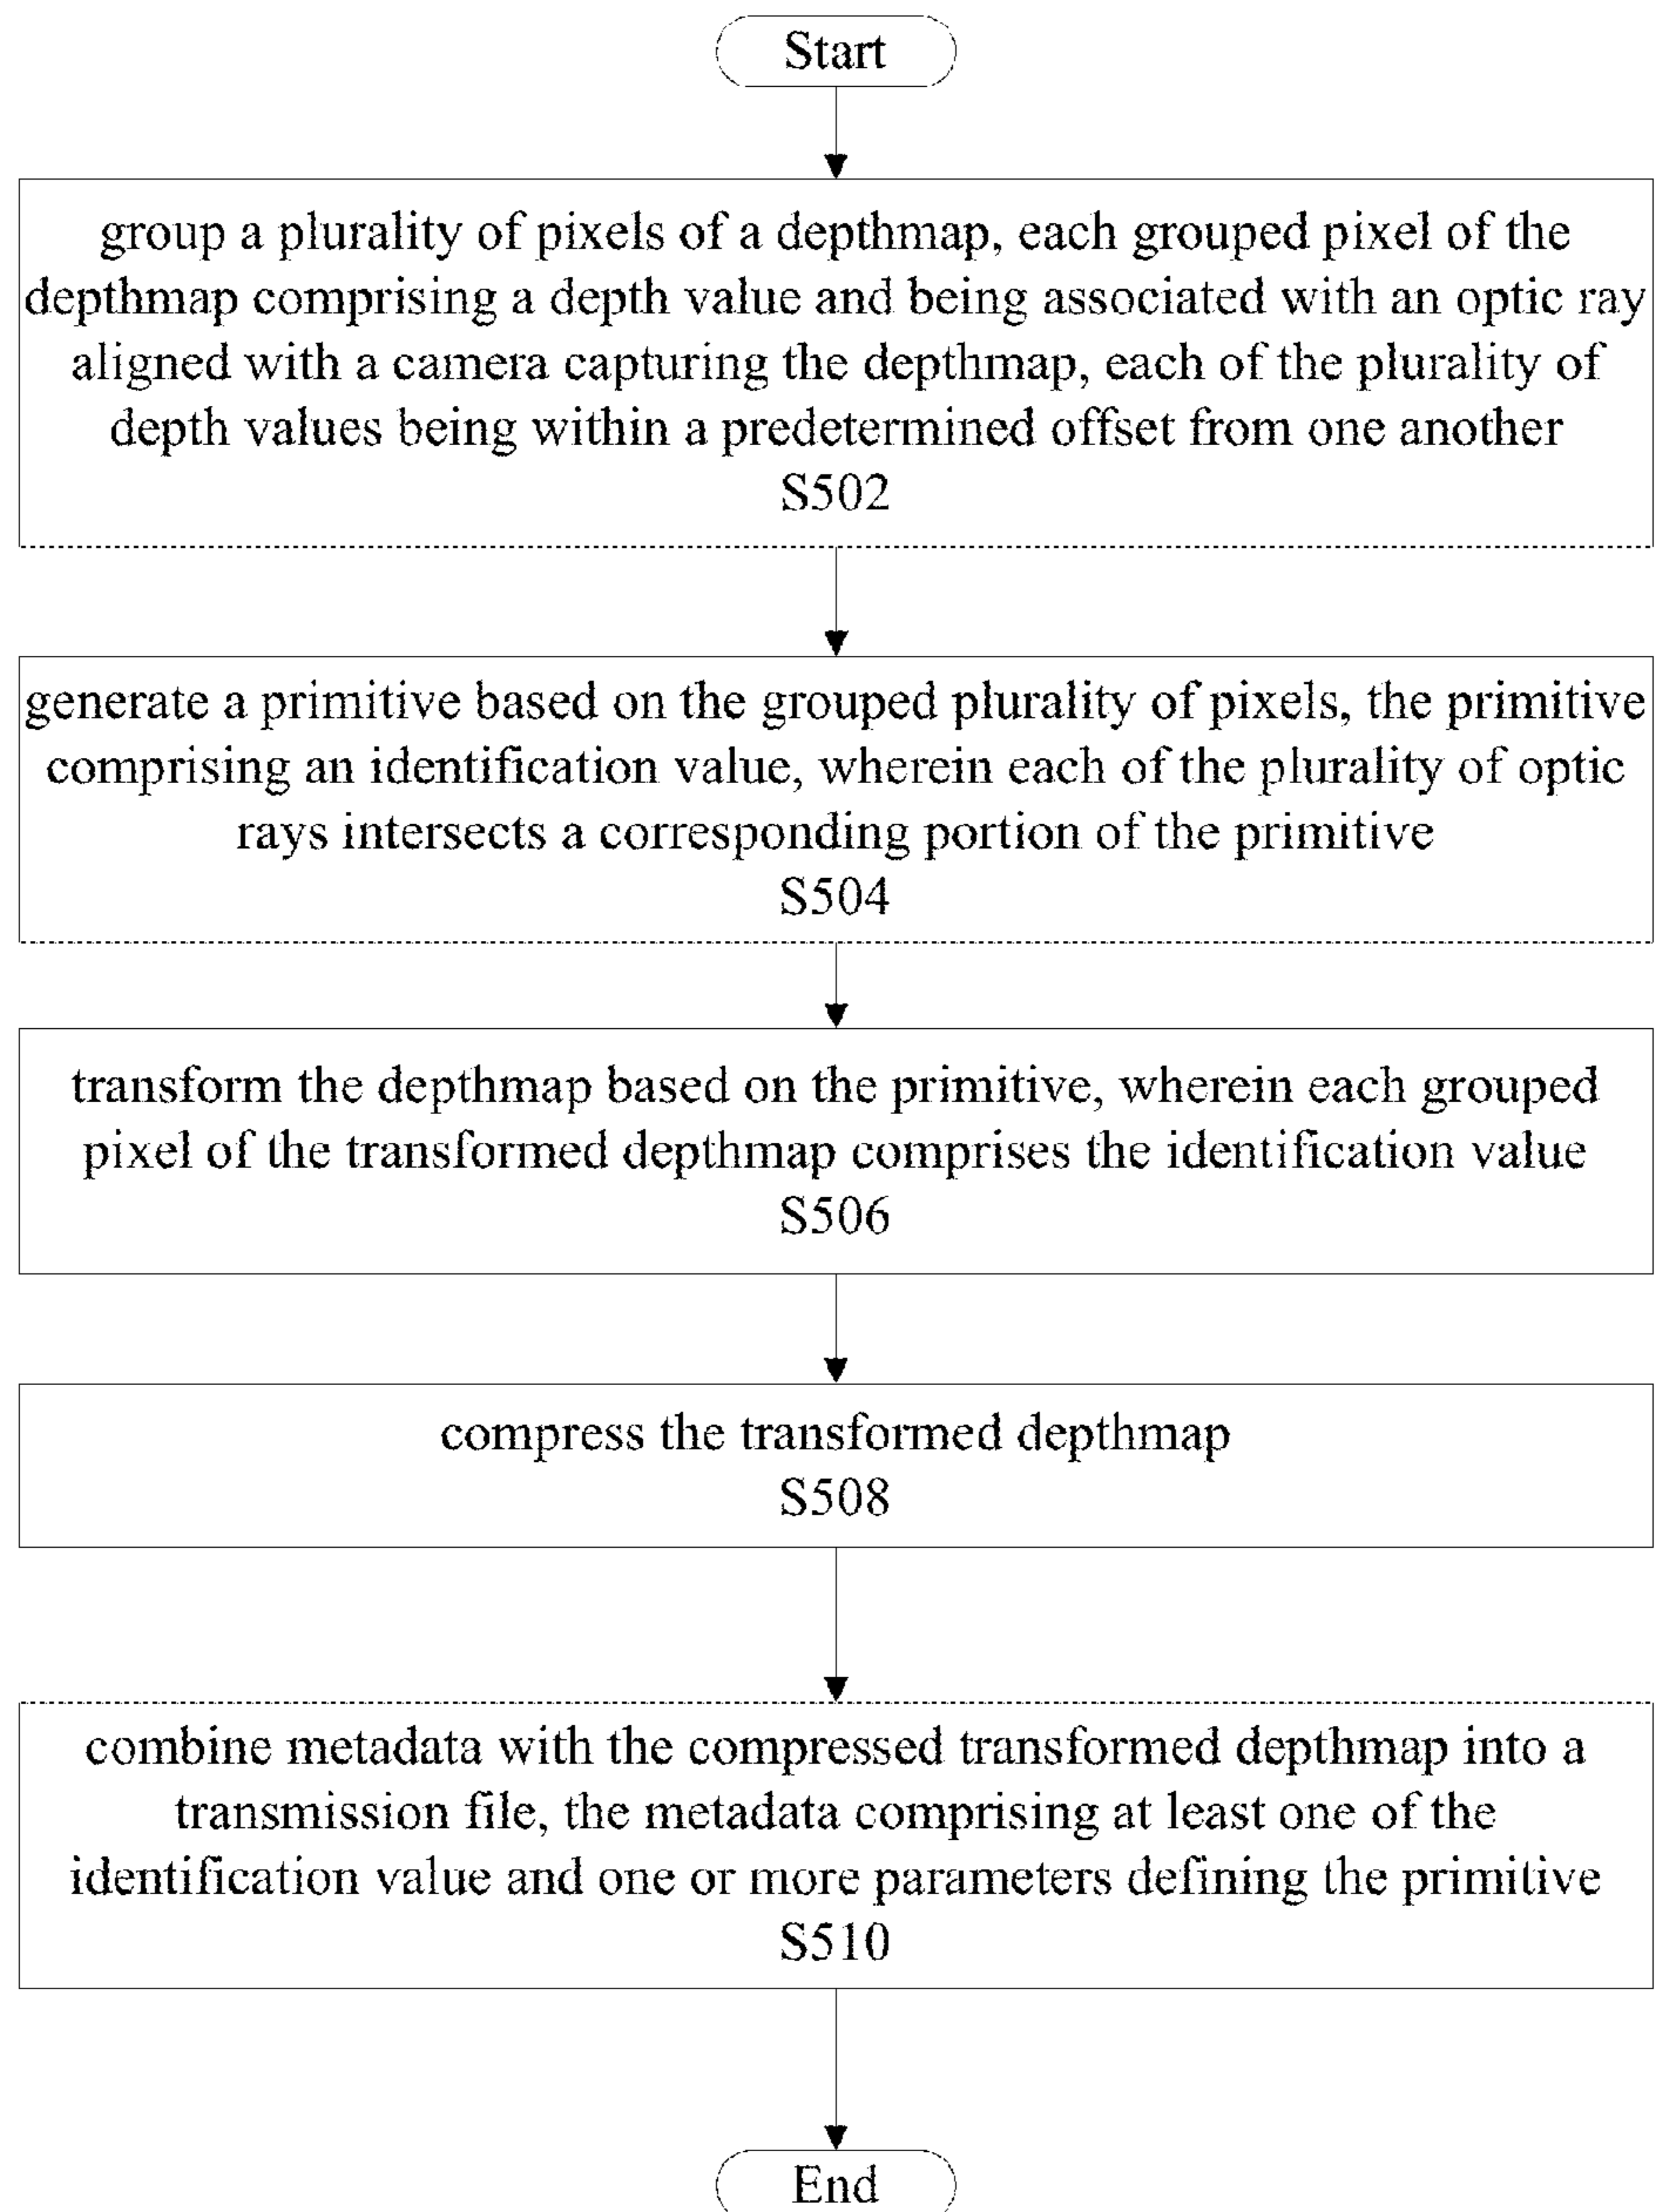 Start
group a plurality of pixels of a depthmap, each grouped pixel of the
depthmap comprising a depth value and being associated with an optic ray
aligned with a camera capturing the depthmap, each of the plurality of
depth values being within a predetermined offset from one another
S502
generate a primitive based on the grouped plurality of pixels, the primitive
comprising an identification value, wherein each of the plurality of optic
rays intersects a corresponding portion of the primitive
S504
transform the depthmap based on the primitive, wherein each grouped
pixel of the transformed depthmap comprises the identification value
S506
compress the transformed depthmap
S508
combine metadata with the compressed transformed depthmap into a
transmission file, the metadata comprising at least one of the
identification value and one or more parameters defining the primitive
S510
End